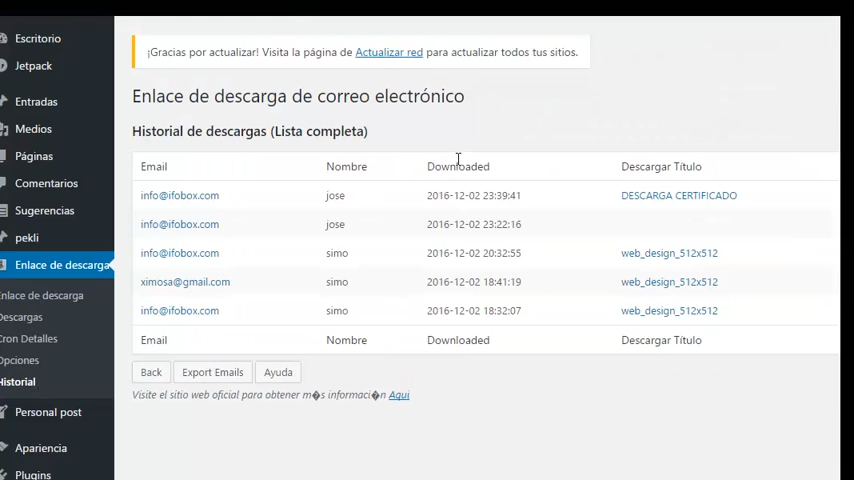 Escritorio
Jetpack
Entradas
Medios
Páginas
Comentarios
Sugerencias
pekli
Enlace de descarga
Enlace de descarga
Descargas
Cron Detalles
Opciones
Historial
Personal post
Apariencia
Plugins
¡Gracias por actualizar! Visita la página de Actualizar red para actualizar todos tus sitios.
Enlace de descarga de correo electrónico
Historial de descargas (Lista completa)
Email Nombre Downloaded Descargar Título
info@ifobox.com jose 2016-12-02 23:39:41 DESCARGA CERTIFICADO
info@ifobox.com jose 2016-12-02 23:22:16
info@ifobox.com simo 2016-12-02 20:32:55 web_design_512x512
ximosa@gmail.com simo 2016-12-02 18:41:19 web_design_512x512
info@ifobox.com simo 2016-12-02 18:32:07 web_design_512x512
Email Nombre Downloaded Descargar Título
Back Export Emails Ayuda
Visite el sitio web oficial para obtener m�s informaci�n Aqui